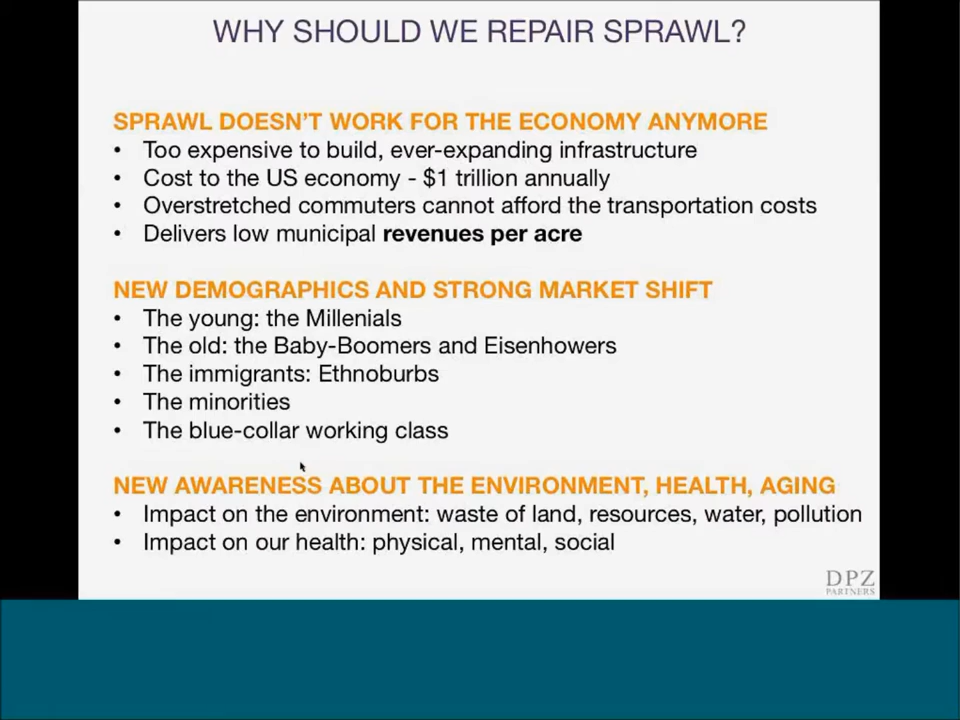 WHY SHOULD WE REPAIR SPRAWL?
SPRAWL DOESN'T WORK FOR THE ECONOMY ANYMORE
• Too expensive to build, ever-expanding infrastructure
• Cost to the US economy - $1 trillion annually
• Overstretched commuters cannot afford the transportation costs
• Delivers low municipal revenues per acre
NEW DEMOGRAPHICS AND STRONG MARKET SHIFT
• The young: the Millenials
• The old: the Baby-Boomers and Eisenhowers
• The immigrants: Ethnoburbs
• The minorities
• The blue-collar working class
NEW AWARENESS ABOUT THE ENVIRONMENT, HEALTH, AGING
• Impact on the environment: waste of land, resources, water, pollution
• Impact on our health: physical, mental, social
DPZ
PARTNERS